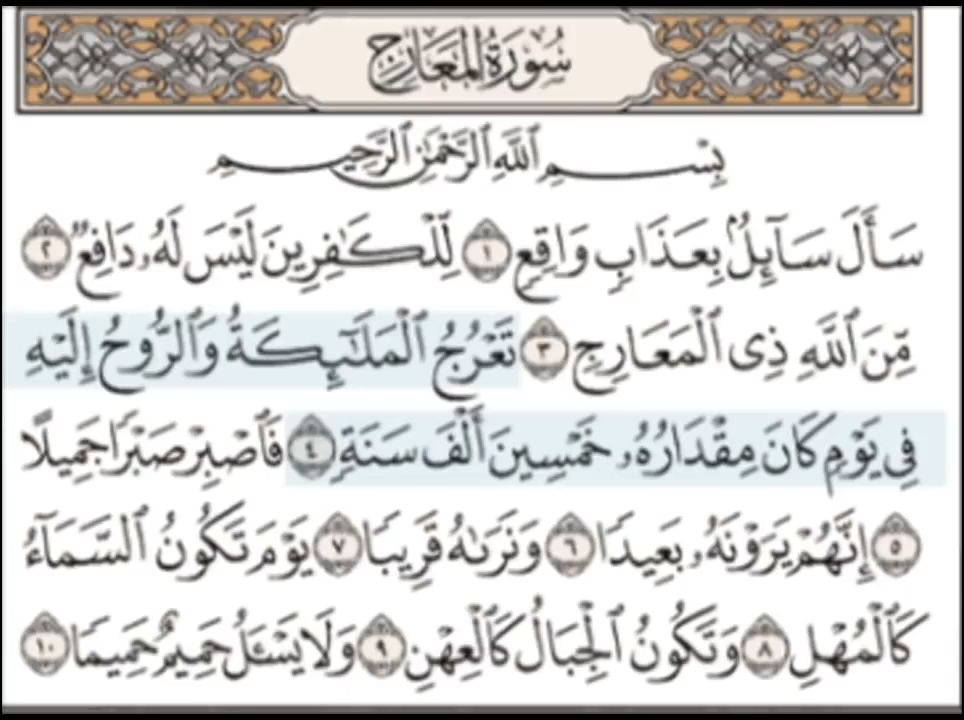 سُورَةُ الْمَعَارِجِ
بِسْمِ ٱللَّهِ ٱلرَّحْمَٰنِ ٱلرَّحِيمِ
سَأَلَ سَآئِلٌۢ بِعَذَابٍ وَاقِعٍ ١ لِّلْكَٰفِرِينَ لَيْسَ لَهُۥ دَافِعٌ ٢
مِّنَ ٱللَّهِ ذِى ٱلْمَعَارِجِ ٣ تَعْرُجُ ٱلْمَلَٰٓئِكَةُ وَٱلرُّوحُ إِلَيْهِ
فِى يَوْمٍ كَانَ مِقْدَارُهُۥ خَمْسِينَ أَلْفَ سَنَةٍ ٤ فَٱصْبِرْ صَبْرًا جَمِيلًا
٥ إِنَّهُمْ يَرَوْنَهُۥ بَعِيدًا ٦ وَنَرَىٰهُ قَرِيبًا ٧ يَوْمَ تَكُونُ ٱلسَّمَآءُ
كَٱلْمُهْلِ ٨ وَتَكُونُ ٱلْجِبَالُ كَٱلْعِهْنِ ٩ وَلَا يَسْـَٔلُ حَمِيمٌ حَمِيمًا ١٠